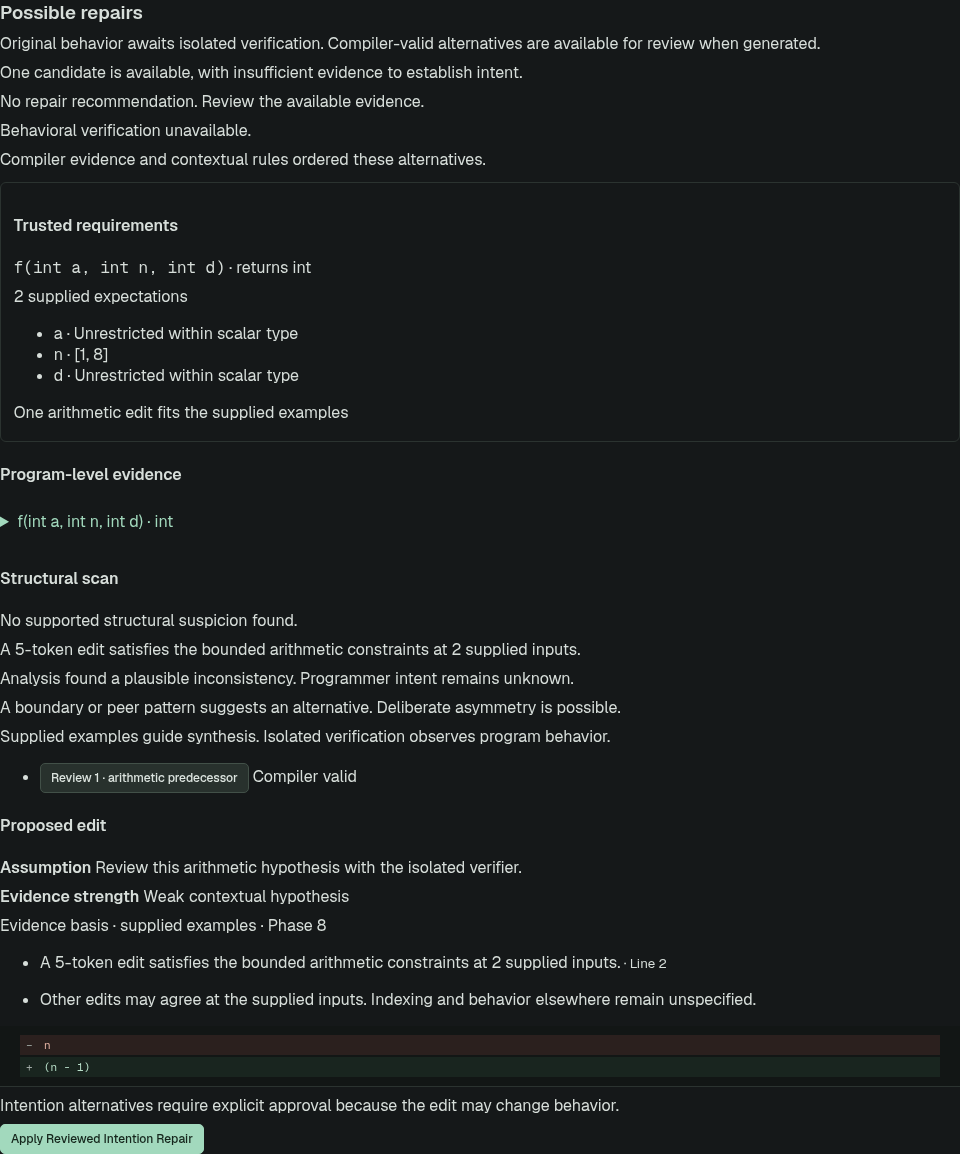 Possible repairs
Original behavior awaits isolated verification. Compiler-valid alternatives are available for review when generated.
One candidate is available, with insufficient evidence to establish intent.
No repair recommendation. Review the available evidence.
Behavioral verification unavailable.
Compiler evidence and contextual rules ordered these alternatives.
Trusted requirements
f(int a, int n, int d) · returns int
2 supplied expectations
• a · Unrestricted within scalar type
• n · [1, 8]
• d · Unrestricted within scalar type
One arithmetic edit fits the supplied examples
Program-level evidence
▶ f(int a, int n, int d) · int
Structural scan
No supported structural suspicion found.
A 5-token edit satisfies the bounded arithmetic constraints at 2 supplied inputs.
Analysis found a plausible inconsistency. Programmer intent remains unknown.
A boundary or peer pattern suggests an alternative. Deliberate asymmetry is possible.
Supplied examples guide synthesis. Isolated verification observes program behavior.
• Review 1 · arithmetic predecessor Compiler valid
Proposed edit
Assumption Review this arithmetic hypothesis with the isolated verifier.
Evidence strength Weak contextual hypothesis
Evidence basis · supplied examples · Phase 8
• A 5-token edit satisfies the bounded arithmetic constraints at 2 supplied inputs. · Line 2
• Other edits may agree at the supplied inputs. Indexing and behavior elsewhere remain unspecified.
− n
+ (n - 1)
Intention alternatives require explicit approval because the edit may change behavior.
Apply Reviewed Intention Repair